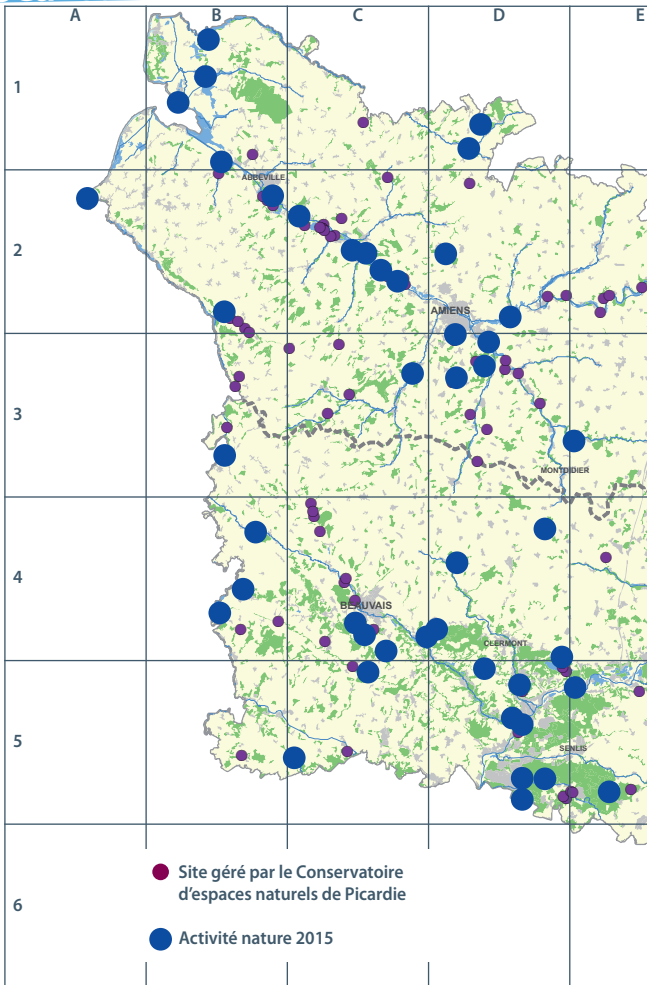 A B C D E
1
ABBEVILLE
2
AMIENS
3
MONTDIDIER
4
BEAUVAIS
CLERMONT
5
SENLIS
6
Site géré par le Conservatoire
d'espaces naturels de Picardie
Activité nature 2015